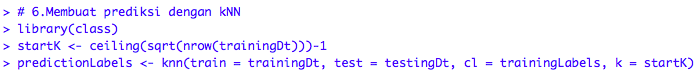 > # 6.Membuat prediksi dengan kNN
> library(class)
> startK <- ceiling(sqrt(nrow(trainingDt)))-1
> predictionLabels <- knn(train = trainingDt, test = testingDt, cl = trainingLabels, k = startK)